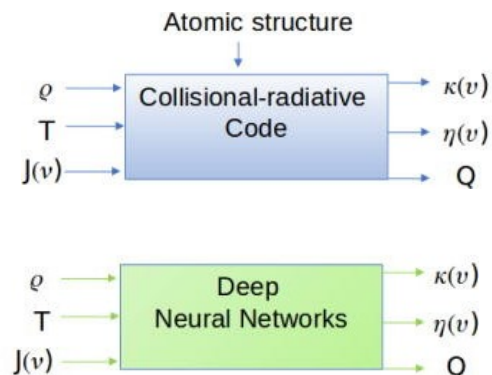 Atomic structure
ϱ
T
J(ν)
Collisional-radiative
Code
κ(υ)
η(υ)
Q
ϱ
T
J(ν)
Deep
Neural Networks
κ(υ)
η(υ)
Q